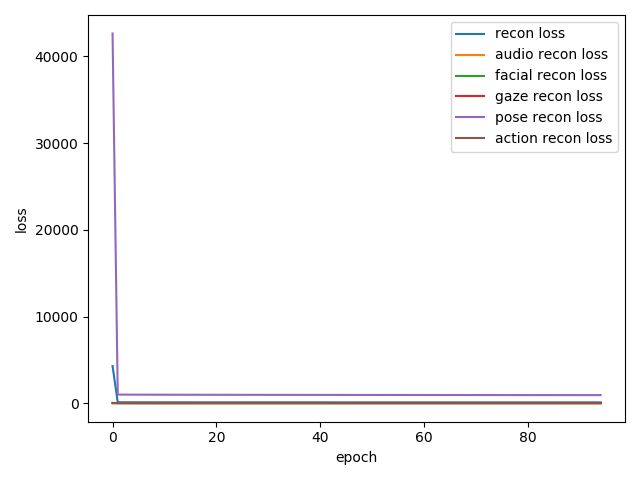 recon loss
audio recon loss
facial recon loss
gaze recon loss
pose recon loss
action recon loss
40000
30000
20000
10000
0
loss
0
20
40
60
80
epoch